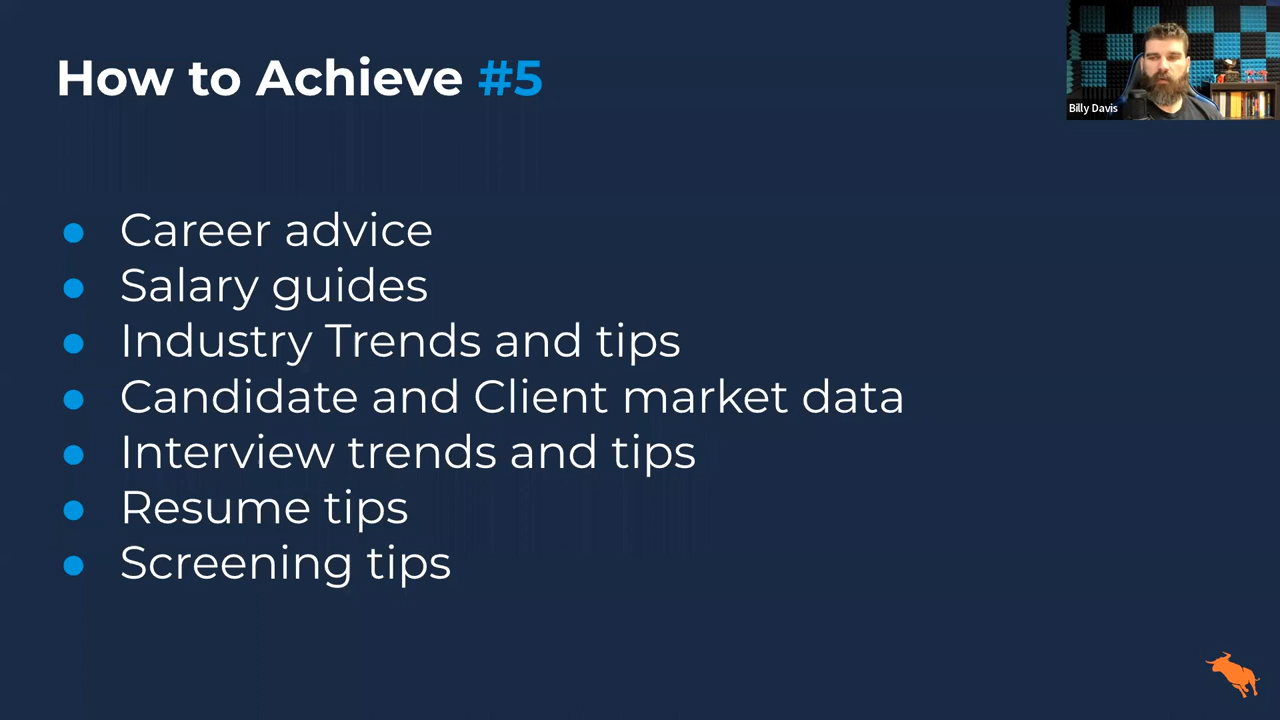 How to Achieve #5
Billy Davis
Career advice
Salary guides
Industry Trends and tips
Candidate and Client market data
Interview trends and tips
Resume tips
Screening tips